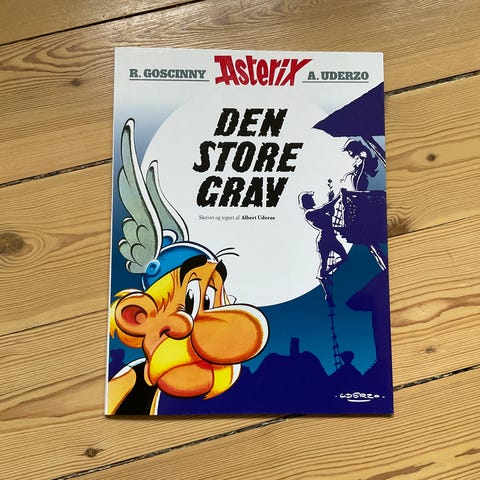 R. GOSCINNY Asterix A. UDERZO
DEN
STORE
GRAV
Skrevet og tegnet af Albert Uderzo
UDERZO